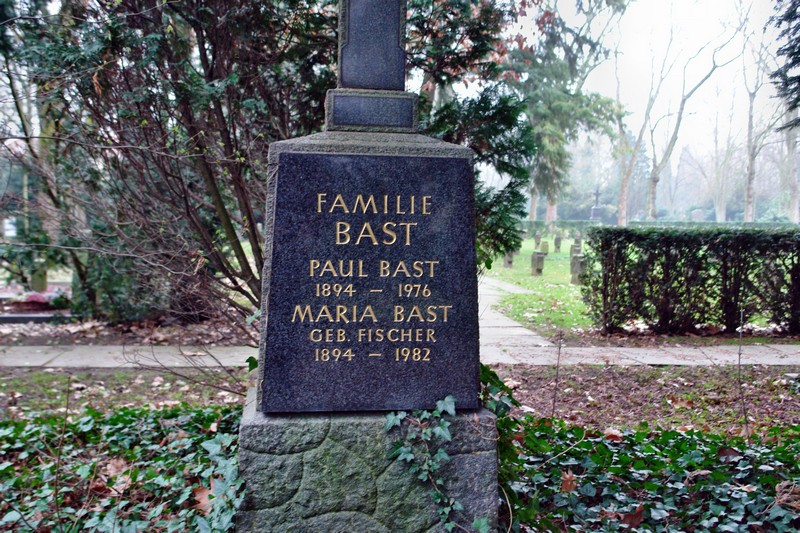 FAMILIE
BAST
PAUL BAST
1894 – 1976
MARIA BAST
GEB. FISCHER
1894 – 1982